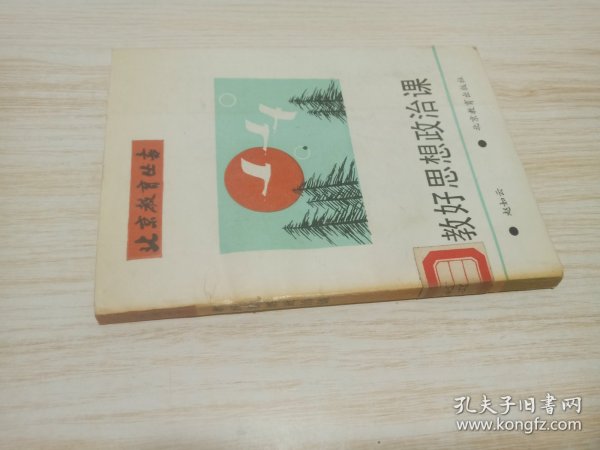 北京教育丛书
教好思想政治课
赵如云
北京教育出版社
孔夫子旧书网
www.kongfz.com